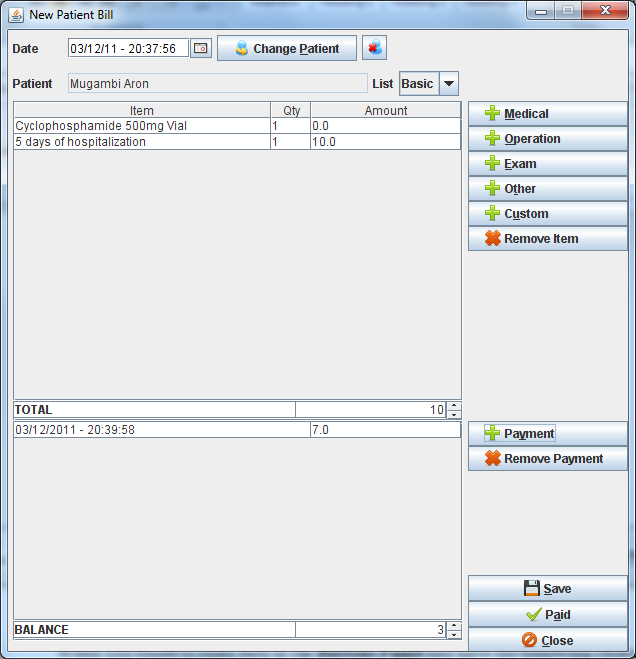 New Patient Bill
Date 03/12/11 - 20:37:56 Change Patient
Patient Mugambi Aron List Basic
Item Qty Amount
Cyclophosphamide 500mg Vial 1 0.0
5 days of hospitalization 1 10.0
Medical
Operation
Exam
Other
Custom
Remove Item
TOTAL 10
03/12/2011 - 20:39:58 7.0
Payment
Remove Payment
Save
Paid
BALANCE 3
Close